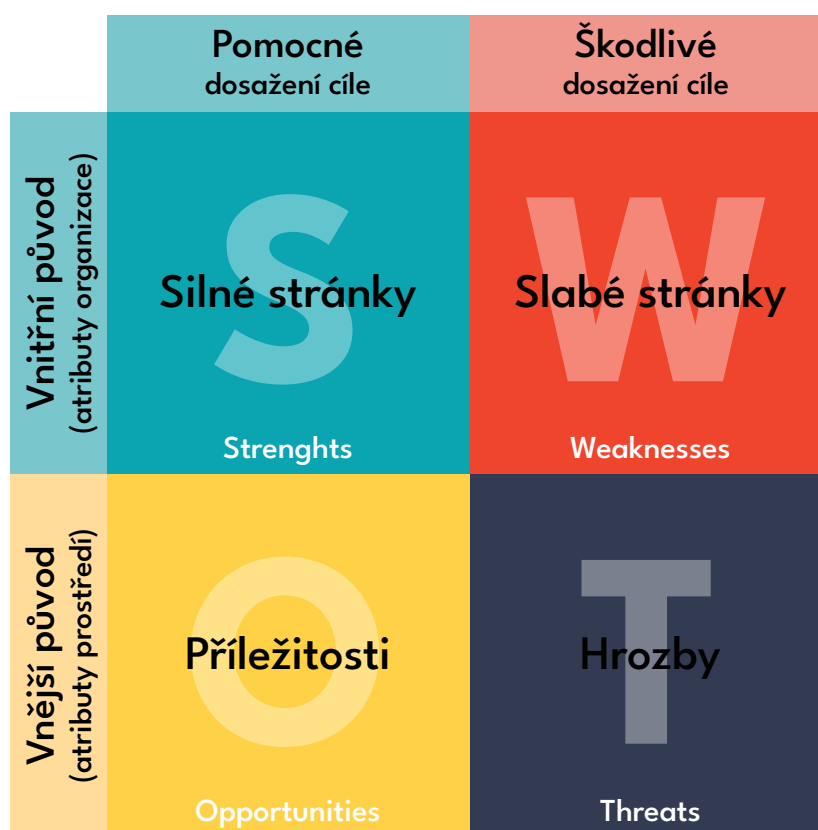 Pomocné
dosažení cíle
Škodlivé
dosažení cíle
Vnitřní původ
(atributy organizace)
S
Silné stránky
Strenghts
W
Slabé stránky
Weaknesses
Vnější původ
(atributy prostředí)
O
Příležitosti
Opportunities
T
Hrozby
Threats